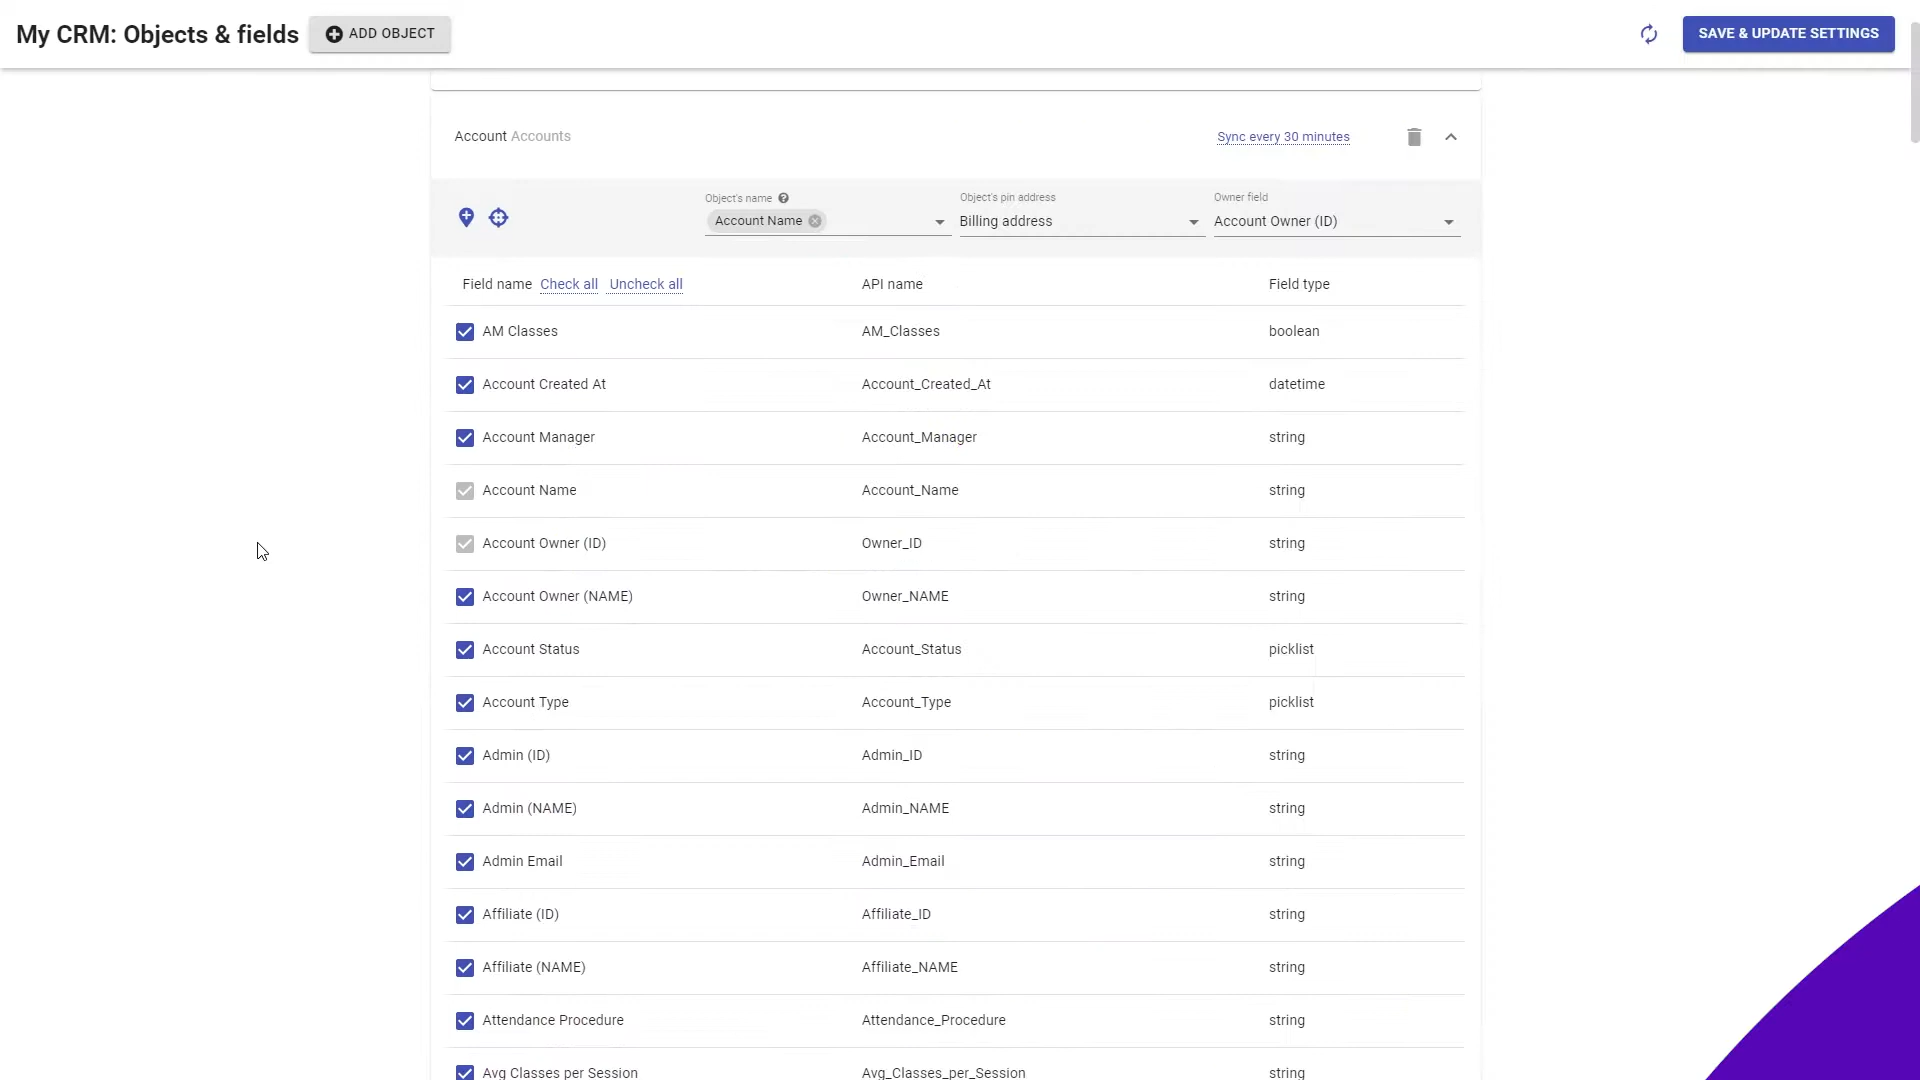 My CRM: Objects & fields
ADD OBJECT
SAVE & UPDATE SETTINGS
Account Accounts
Sync every 30 minutes
Object's name
Object's pin address
Owner field
Account Name
Billing address
Account Owner (ID)
Field name Check all Uncheck all API name Field type
AM Classes AM_Classes boolean
Account Created At Account_Created_At datetime
Account Manager Account_Manager string
Account Name Account_Name string
Account Owner (ID) Owner_ID string
Account Owner (NAME) Owner_NAME string
Account Status Account_Status picklist
Account Type Account_Type picklist
Admin (ID) Admin_ID string
Admin (NAME) Admin_NAME string
Admin Email Admin_Email string
Affiliate (ID) Affiliate_ID string
Affiliate (NAME) Affiliate_NAME string
Attendance Procedure Attendance_Procedure string
Avg Classes per Session Avg_Classes_per_Session string